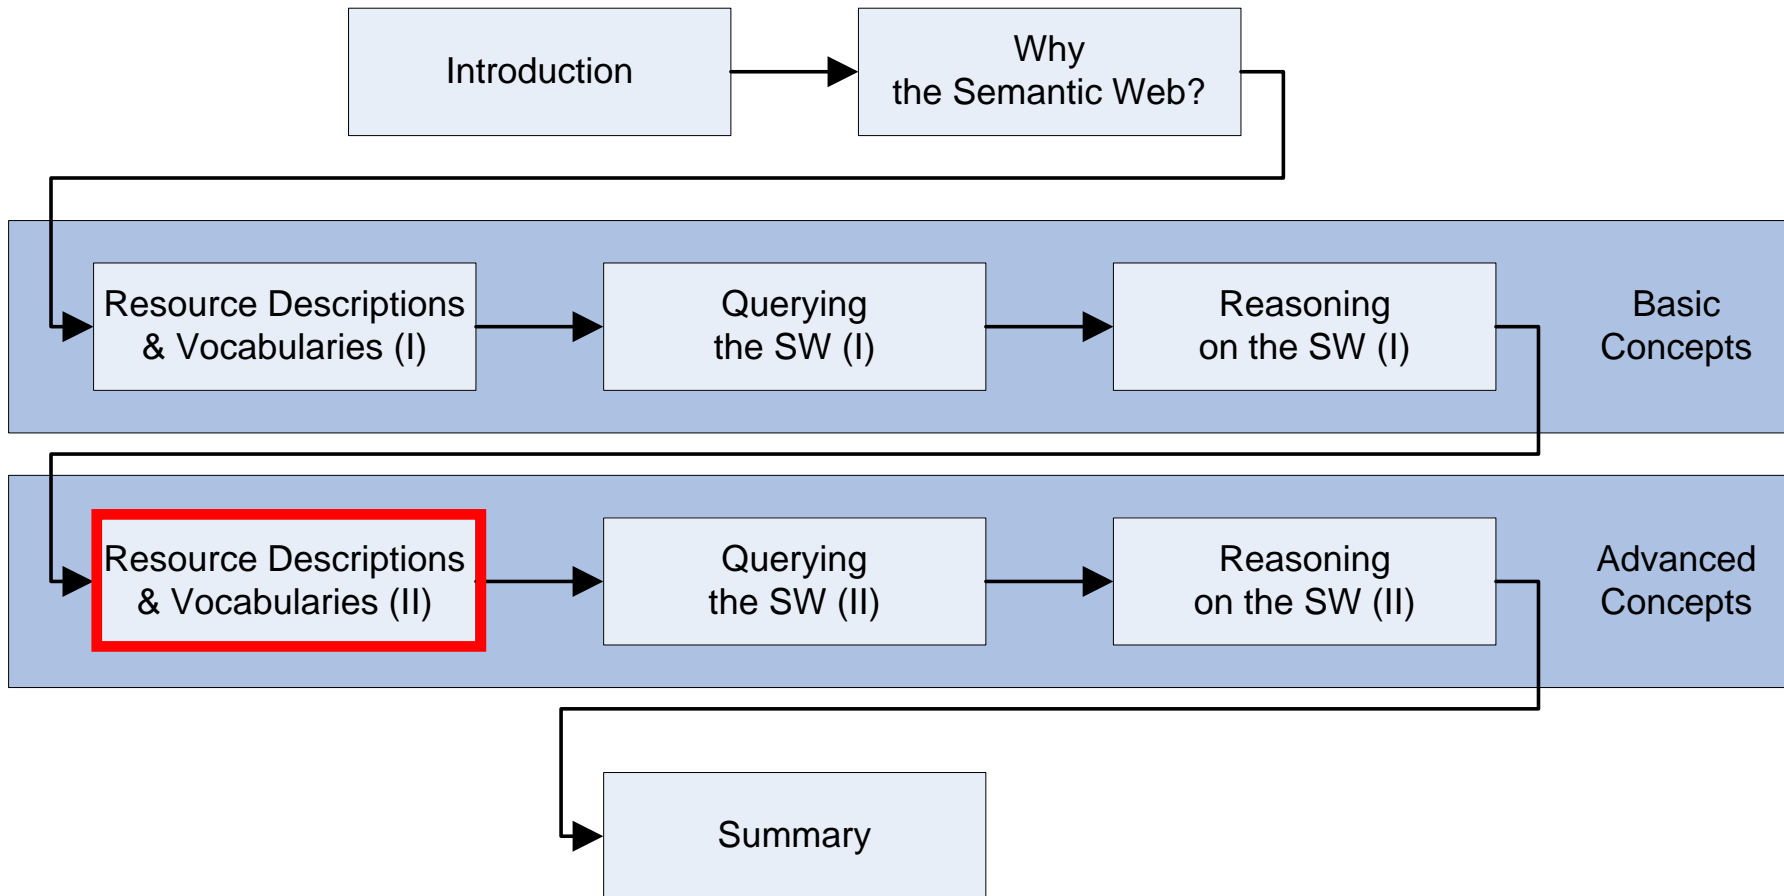 Introduction
Why
the Semantic Web?
Resource Descriptions
& Vocabularies (I)
Querying
the SW (I)
Reasoning
on the SW (I)
Basic
Concepts
Resource Descriptions
& Vocabularies (II)
Querying
the SW (II)
Reasoning
on the SW (II)
Advanced
Concepts
Summary